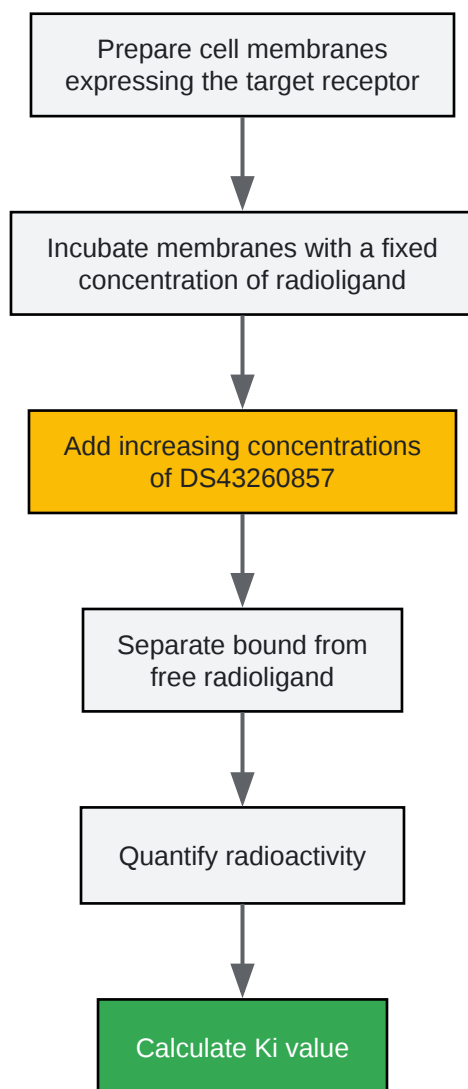 Prepare cell membranes
expressing the target receptor
Incubate membranes with a fixed
concentration of radioligand
Add increasing concentrations
of DS43260857
Separate bound from
free radioligand
Quantify radioactivity
Calculate Ki value